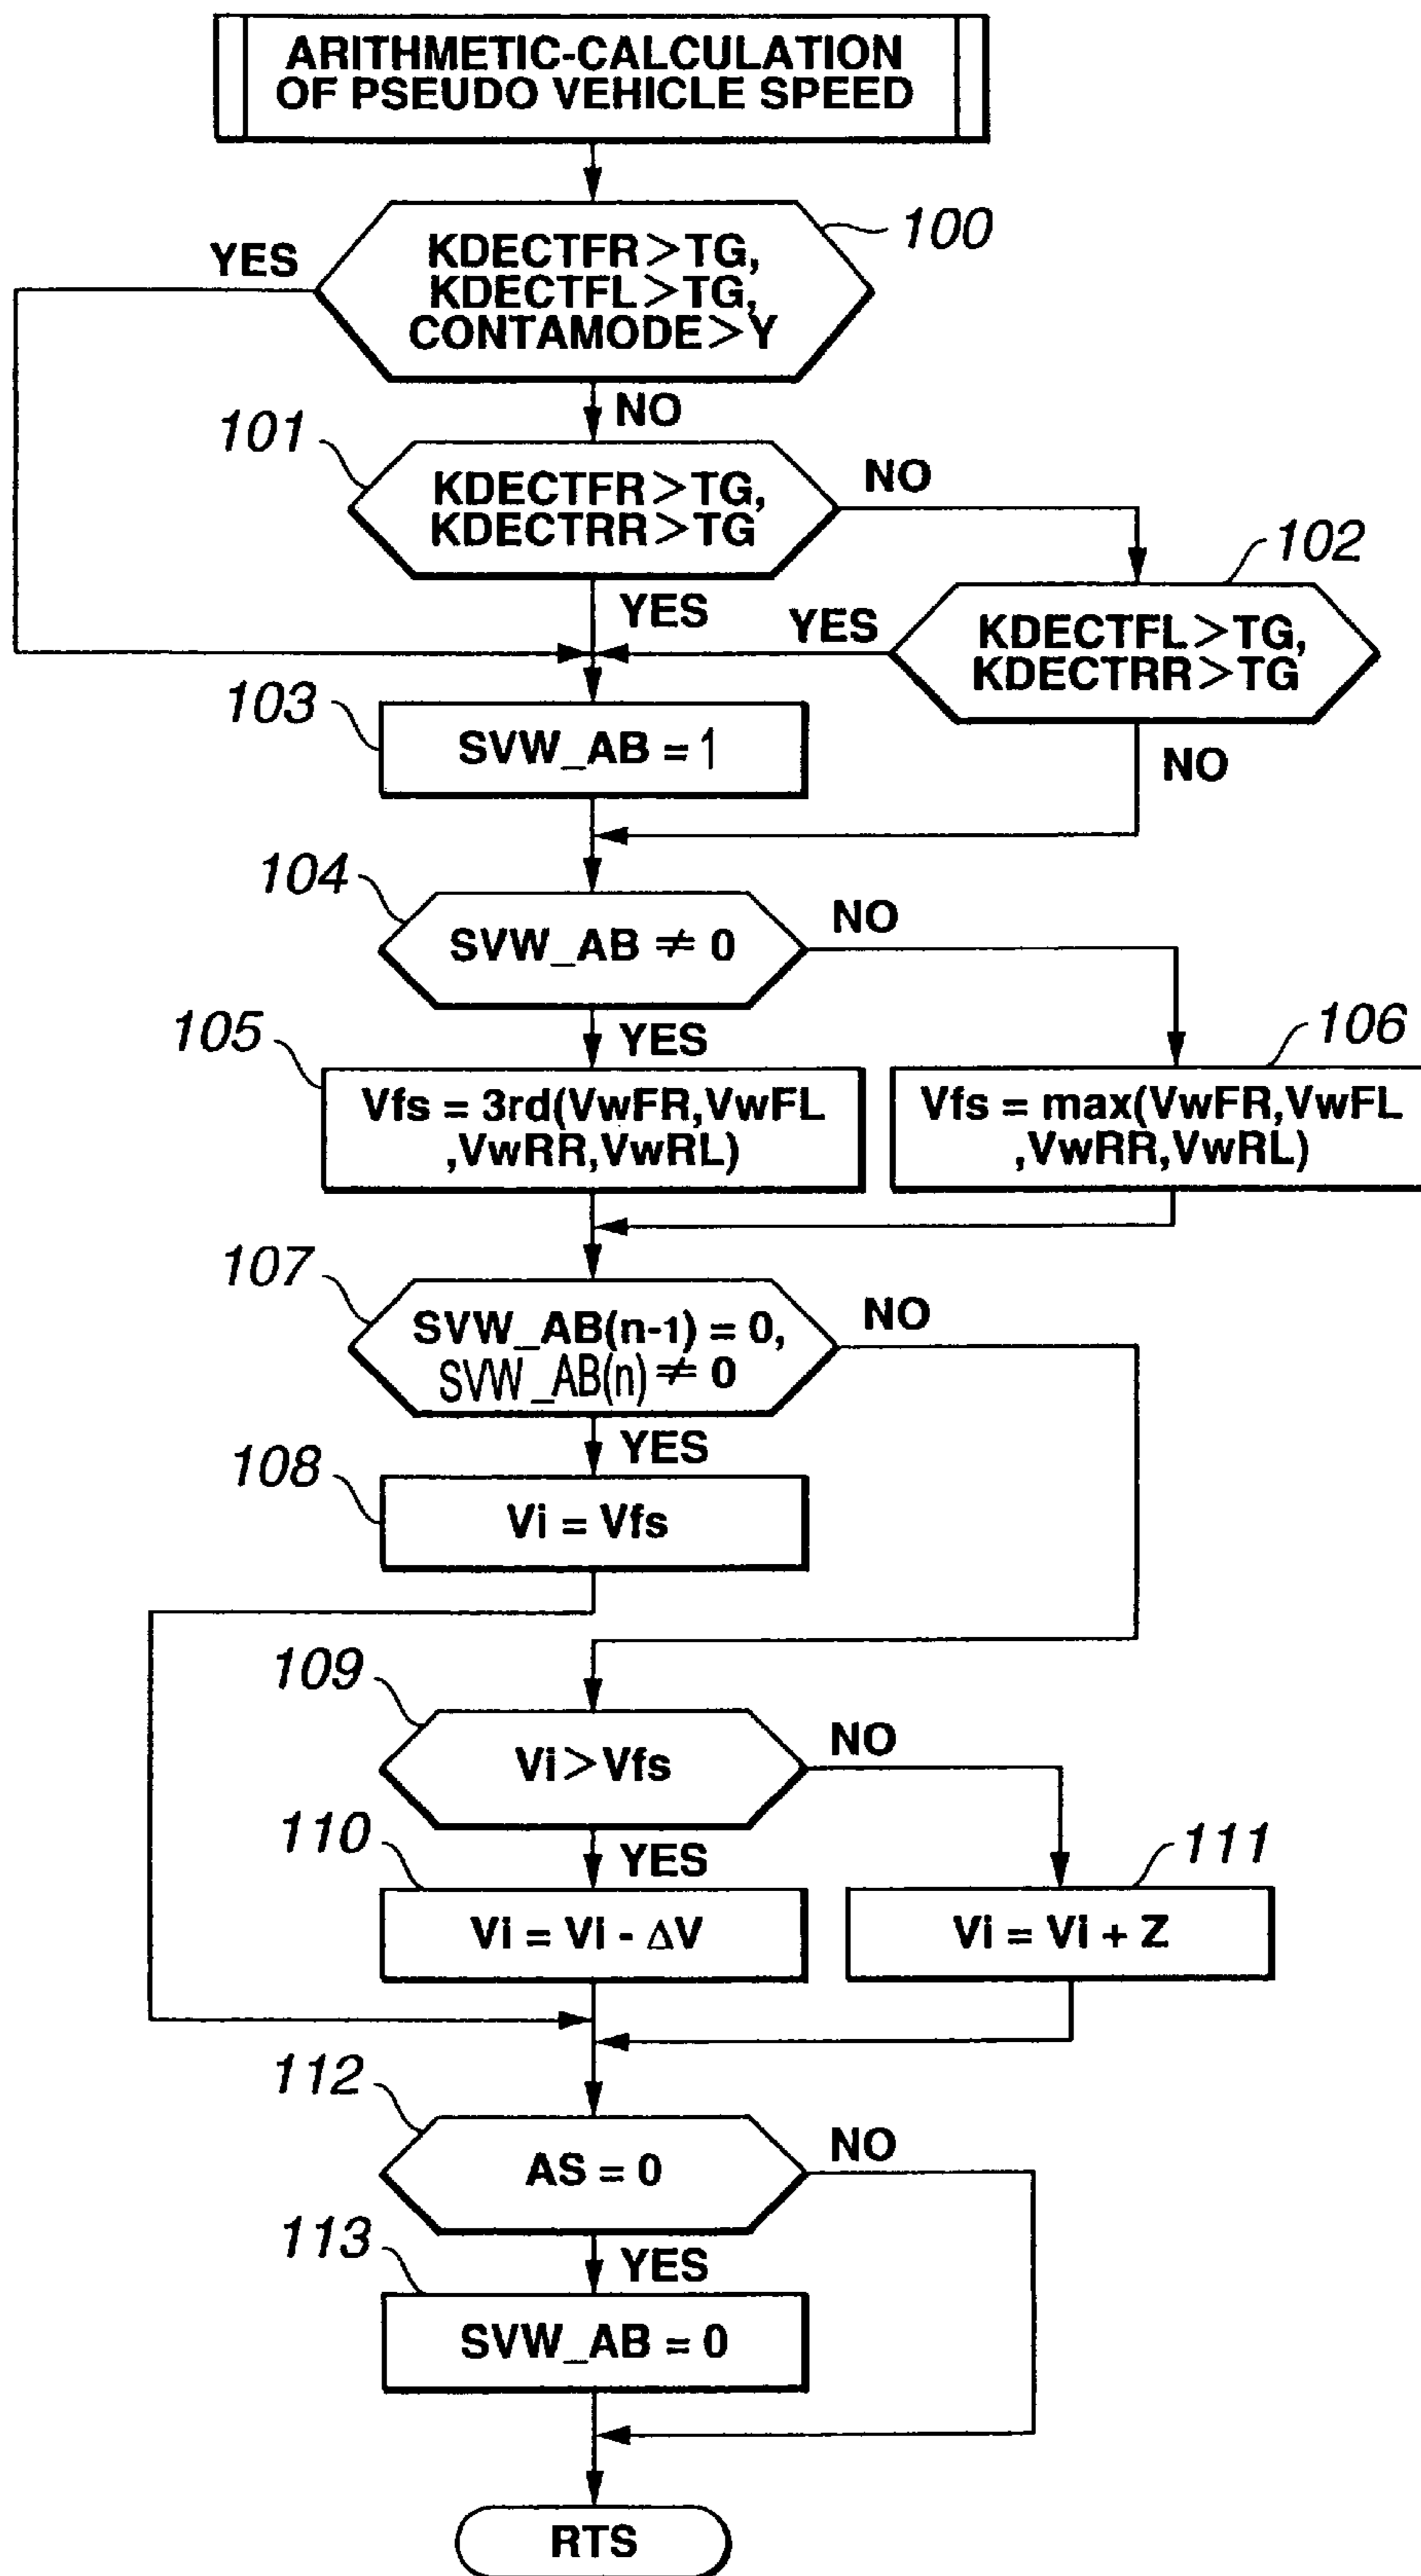 ARITHMETIC-CALCULATION
OF PSEUDO VEHICLE SPEED
100
YES
KDECTFR>TG,
KDECTFL>TG,
CONTAMODE>Y
NO
101
KDECTFR>TG,
KDECTRR>TG
NO
102
YES
YES
KDECTFL>TG,
KDECTRR>TG
103
SVW_AB = 1
NO
104
SVW_AB ≠ 0
NO
105
YES
106
Vfs = 3rd(VwFR,VwFL
,VwRR,VwRL)
Vfs = max(VwFR,VwFL
,VwRR,VwRL)
107
SVW_AB(n-1) = 0,
SVW_AB(n) ≠ 0
NO
YES
108
Vi = Vfs
109
Vi>Vfs
NO
110
YES
111
Vi = Vi - ΔV
Vi = Vi + Z
112
AS = 0
NO
113
YES
SVW_AB = 0
RTS